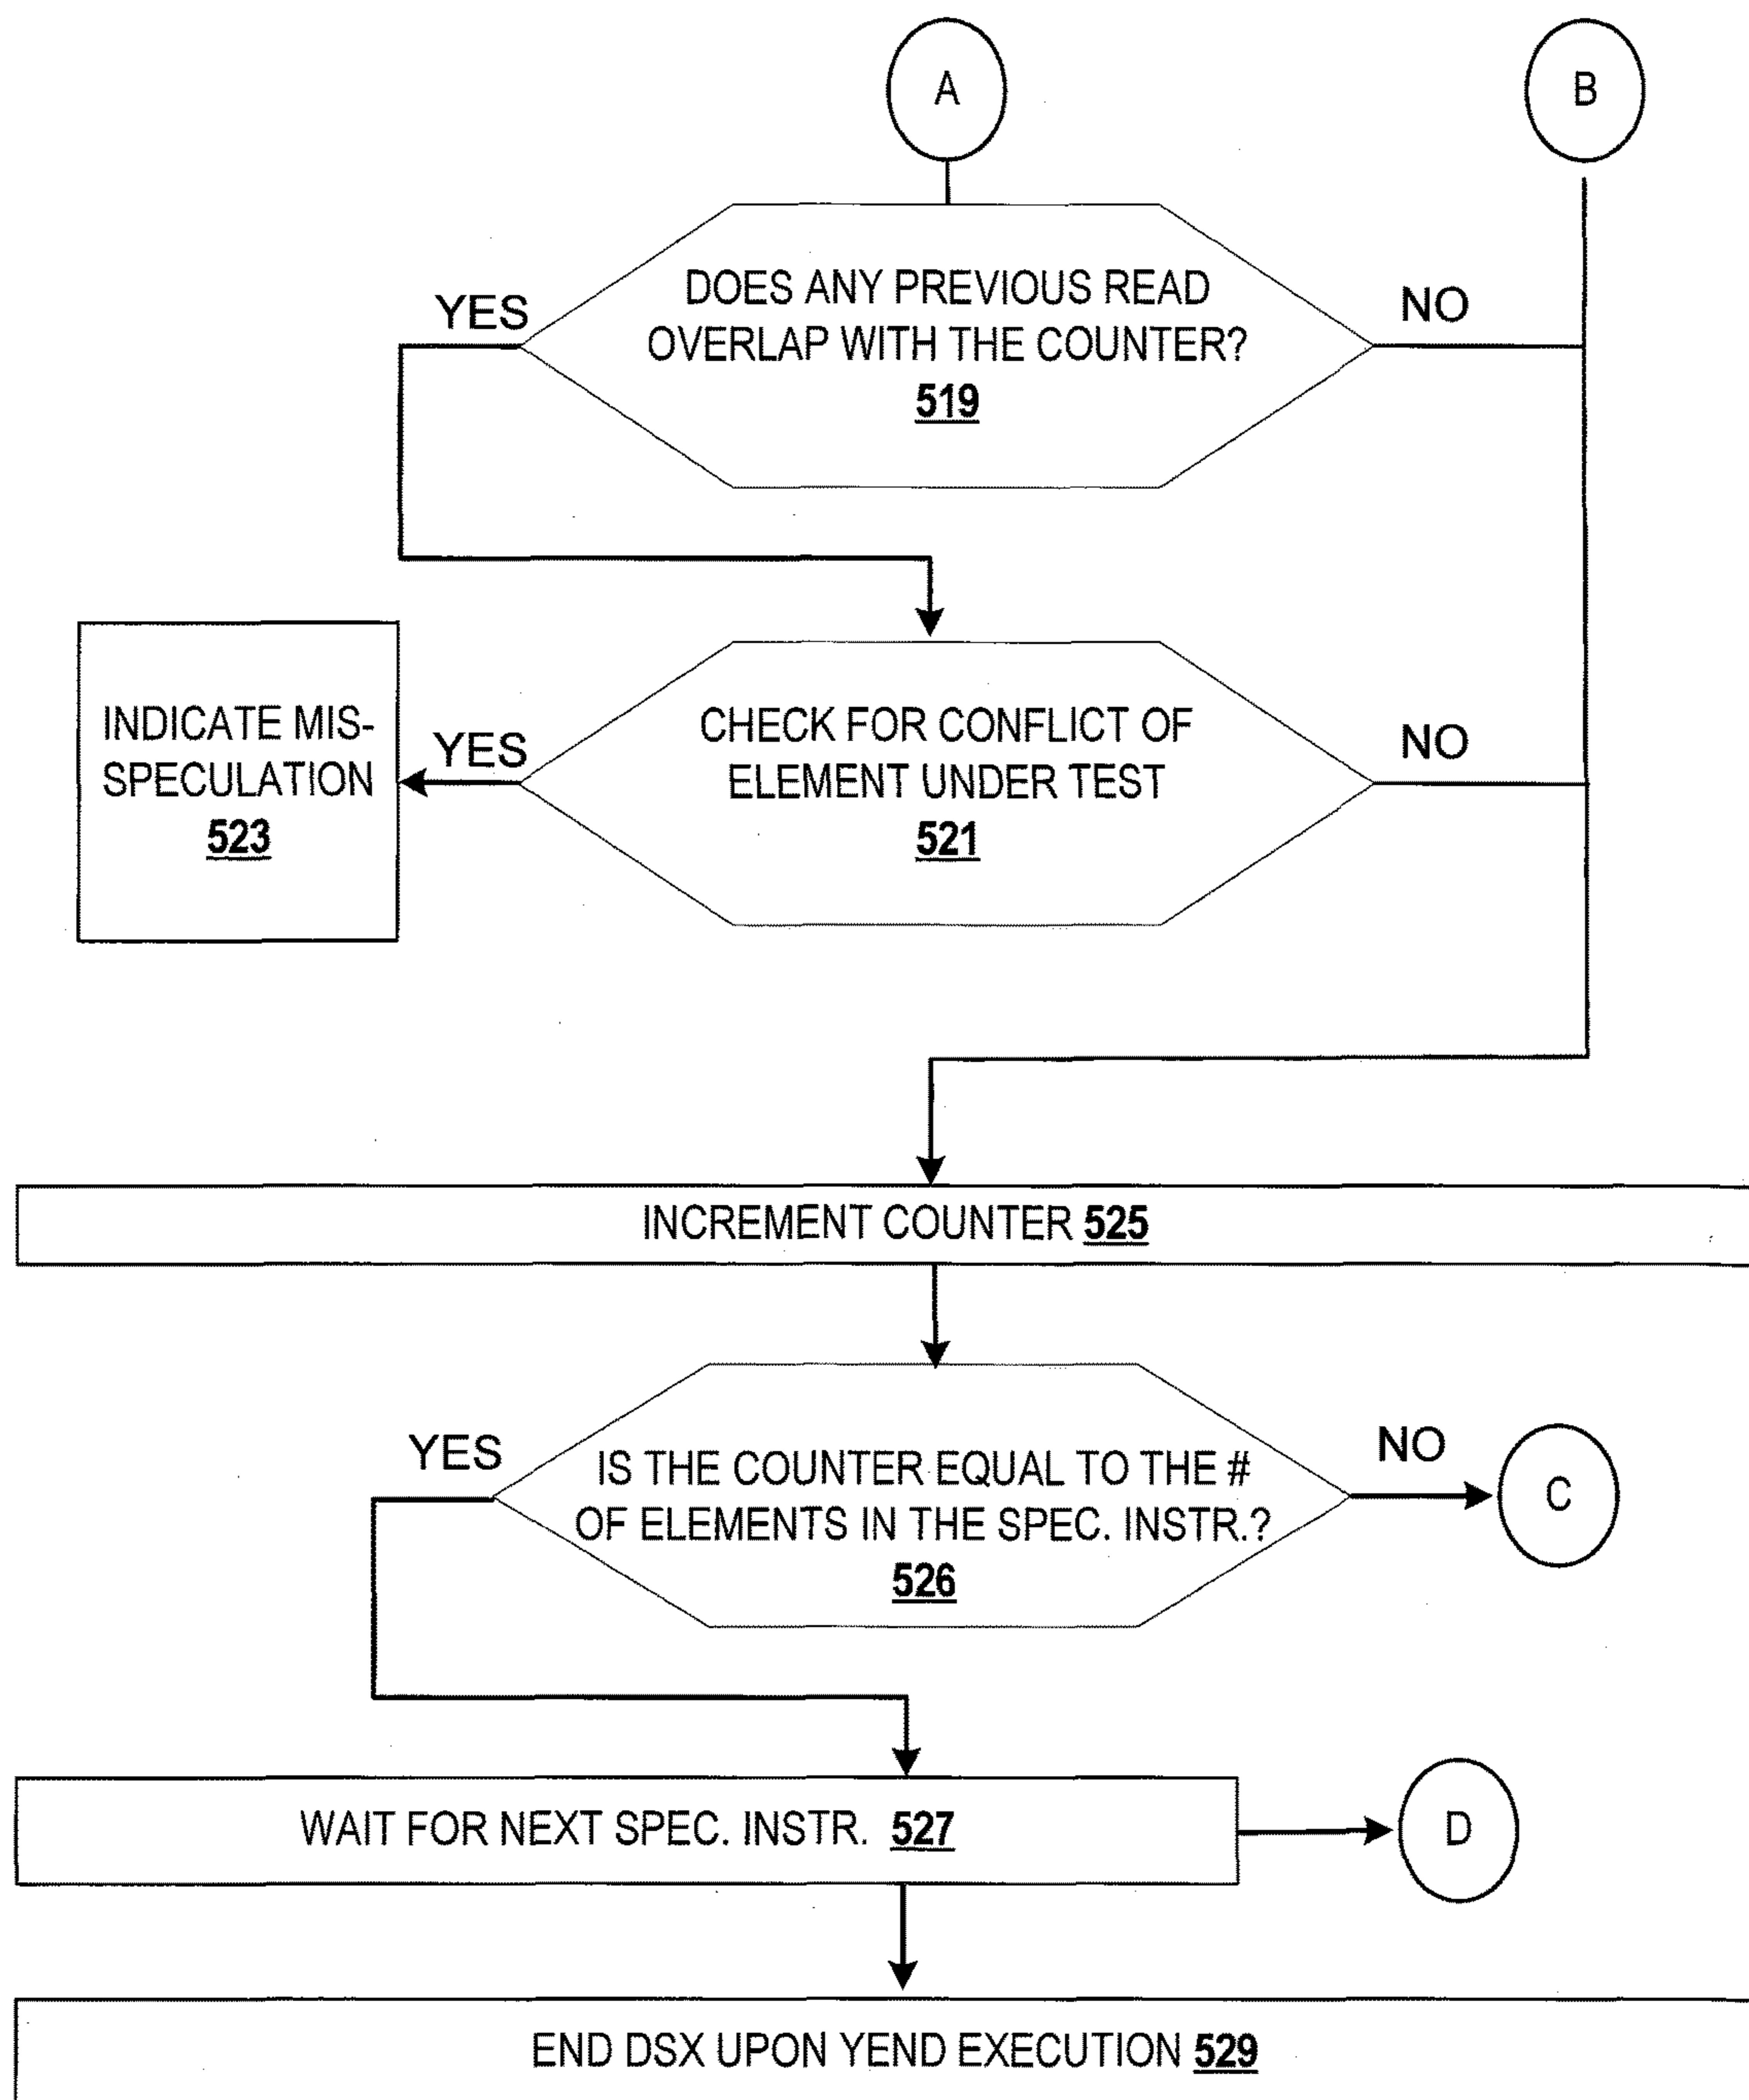 A
B
DOES ANY PREVIOUS READ
OVERLAP WITH THE COUNTER?
519
YES
NO
CHECK FOR CONFLICT OF
ELEMENT UNDER TEST
521
YES
NO
INDICATE MIS-
SPECULATION
523
INCREMENT COUNTER 525
IS THE COUNTER EQUAL TO THE #
OF ELEMENTS IN THE SPEC. INSTR.?
526
YES
NO
C
WAIT FOR NEXT SPEC. INSTR. 527
D
END DSX UPON YEND EXECUTION 529